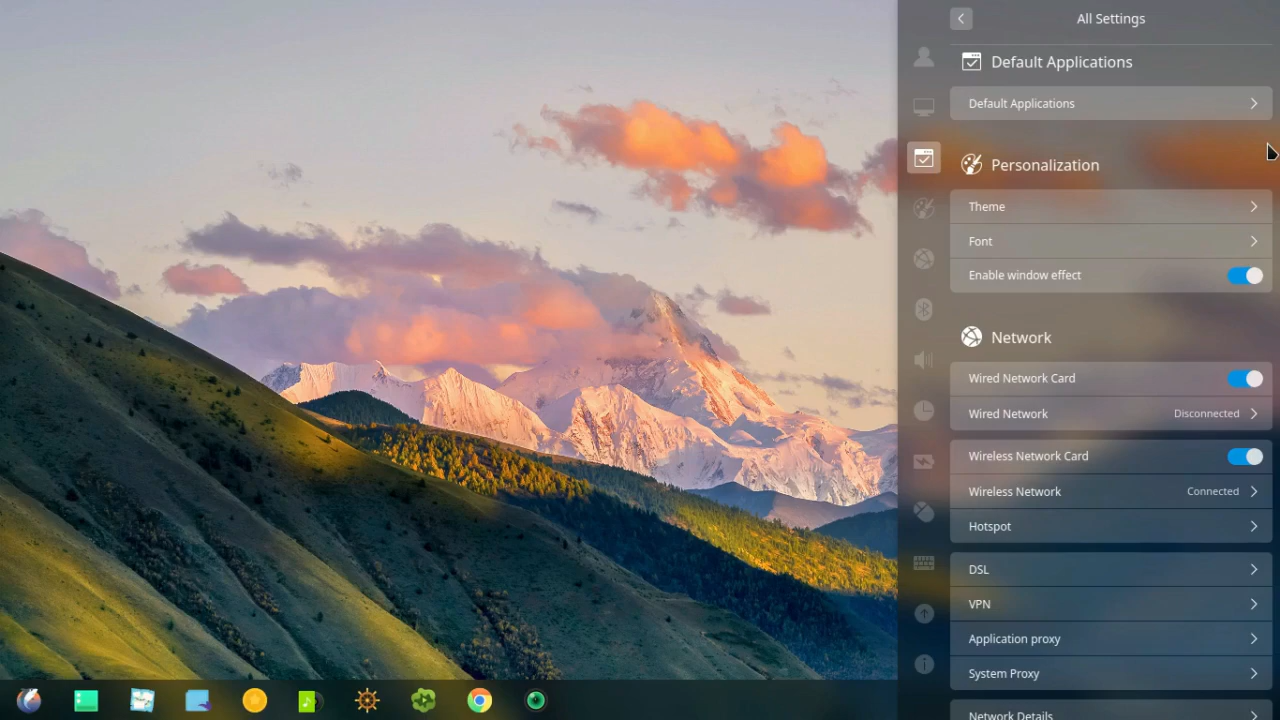 All Settings
Default Applications
Default Applications
Personalization
Theme
Font
Enable window effect
Network
Wired Network Card
Wired Network Disconnected
Wireless Network Card
Wireless Network Connected
Hotspot
DSL
VPN
Application proxy
System Proxy
Network Details